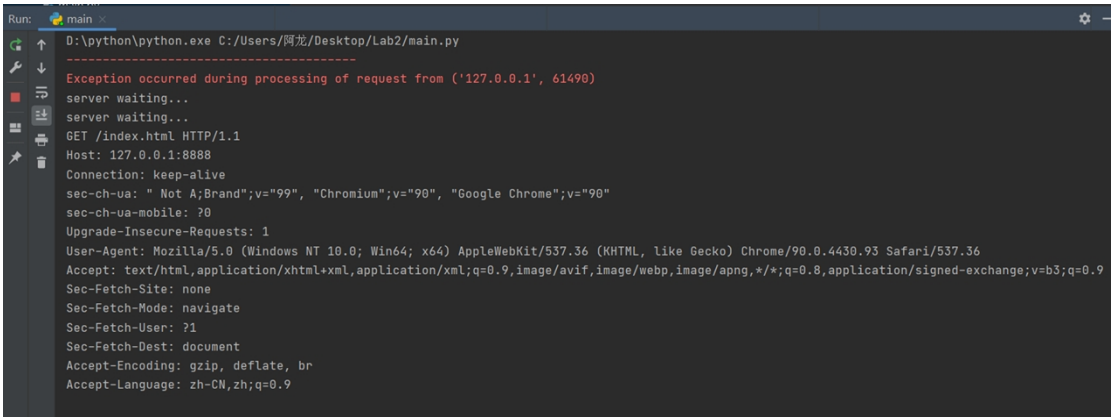 Run: main ×
D:\python\python.exe C:/Users/阿龙/Desktop/Lab2/main.py
----------------------------------------
Exception occurred during processing of request from ('127.0.0.1', 61490)
server waiting...
server waiting...
GET /index.html HTTP/1.1
Host: 127.0.0.1:8888
Connection: keep-alive
sec-ch-ua: " Not A;Brand";v="99", "Chromium";v="90", "Google Chrome";v="90"
sec-ch-ua-mobile: ?0
Upgrade-Insecure-Requests: 1
User-Agent: Mozilla/5.0 (Windows NT 10.0; Win64; x64) AppleWebKit/537.36 (KHTML, like Gecko) Chrome/90.0.4430.93 Safari/537.36
Accept: text/html,application/xhtml+xml,application/xml;q=0.9,image/avif,image/webp,image/apng,*/*;q=0.8,application/signed-exchange;v=b3;q=0.9
Sec-Fetch-Site: none
Sec-Fetch-Mode: navigate
Sec-Fetch-User: ?1
Sec-Fetch-Dest: document
Accept-Encoding: gzip, deflate, br
Accept-Language: zh-CN,zh;q=0.9